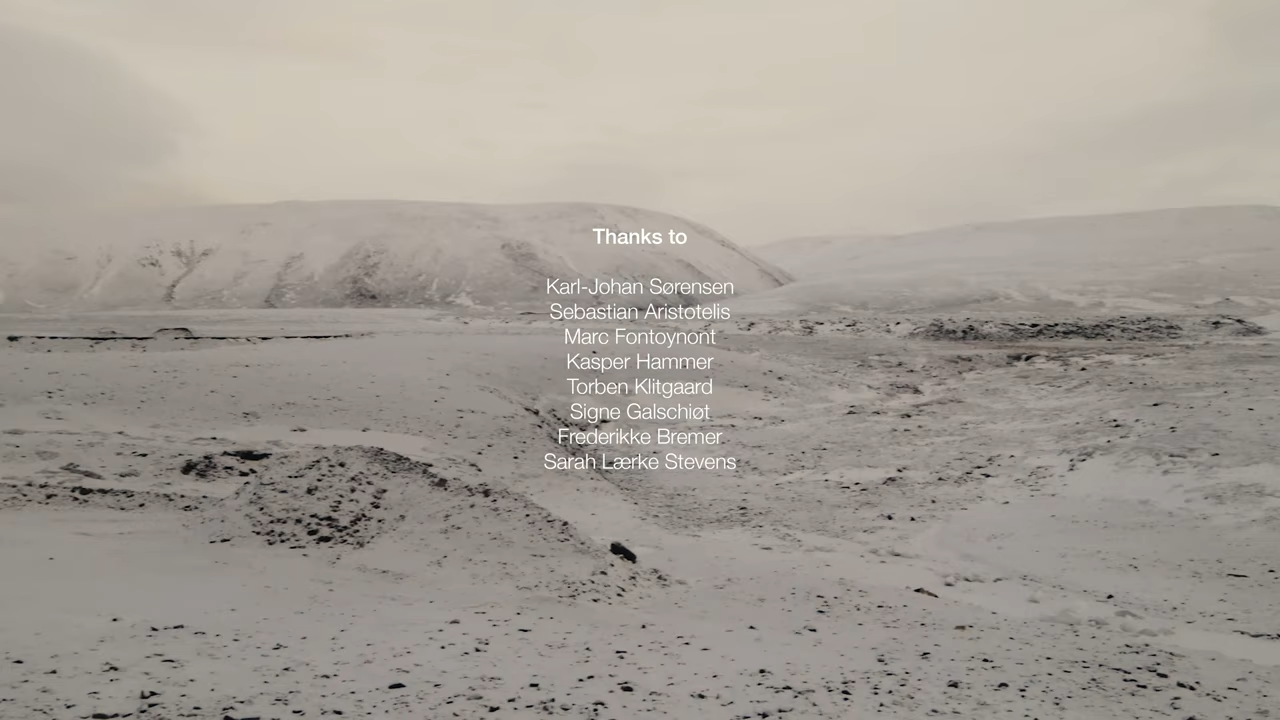 Thanks to
Karl-Johan Sørensen
Sebastian Aristotelis
Marc Fontoynont
Kasper Hammer
Torben Klitgaard
Signe Galschiøt
Frederikke Bremer
Sarah Lærke Stevens